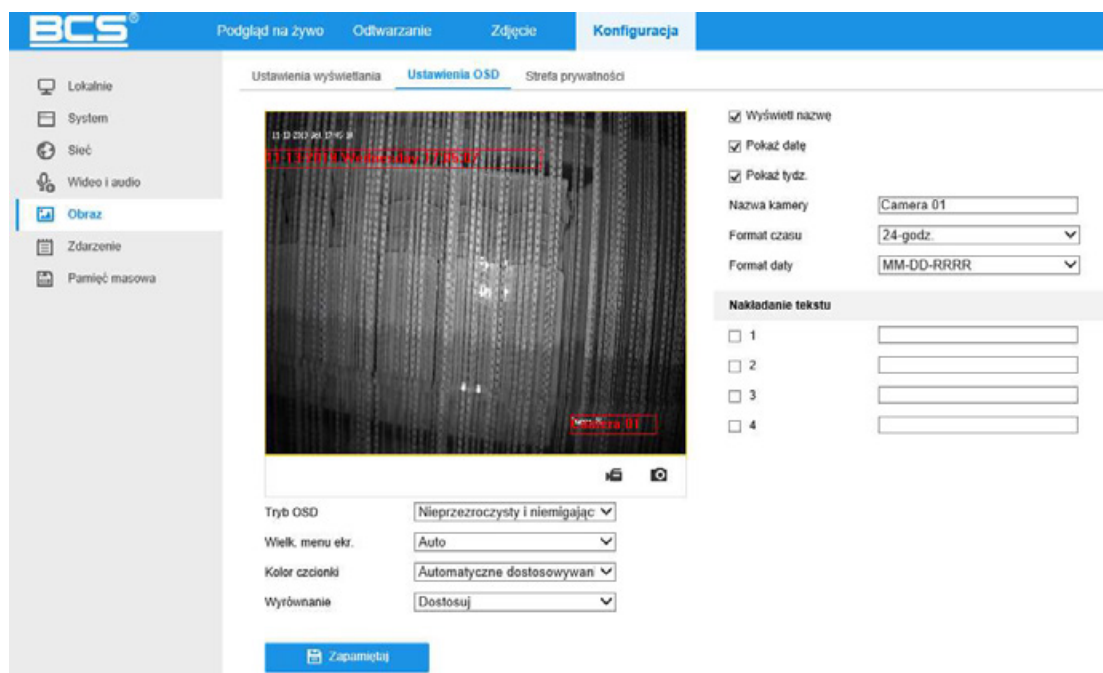 BCS®
Podgląd na żywo Odtwarzanie Zdjęcie Konfiguracja
Lokalnie
System
Sieć
Wideo i audio
Obraz
Zdarzenie
Pamięć masowa
Ustawienia wyświetlania Ustawienia OSD Strefa prywatności
Camera 01
Tryb OSD Nieprzezroczysty i niemigając
Wielk. menu ekr. Auto
Kolor czcionki Automatyczne dostosowywan
Wyrównanie Dostosuj
Zapamiętaj
Wyświetl nazwę
Pokaż datę
Pokaż tydz.
Nazwa kamery Camera 01
Format czasu 24-godz.
Format daty MM-DD-RRRR
Nakładanie tekstu
1
2
3
4